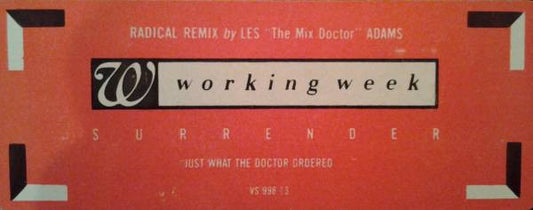 RADICAL REMIX by LES "The Mix Doctor" ADAMS
W working week
SURRENDER
JUST WHAT THE DOCTOR ORDERED
VS 998 13